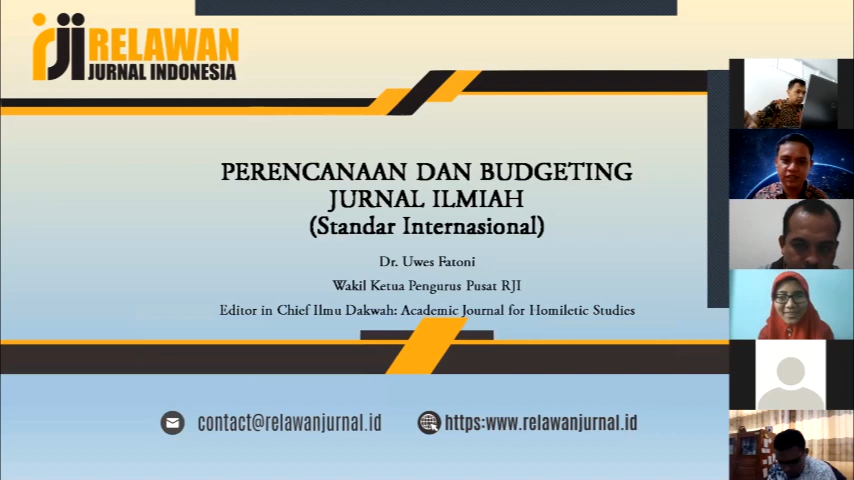 rji RELAWAN
JURNAL INDONESIA
PERENCANAAN DAN BUDGETING
JURNAL ILMIAH
(Standar Internasional)
Dr. Uwes Fatoni
Wakil Ketua Pengurus Pusat RJI
Editor in Chief Ilmu Dakwah: Academic Journal for Homiletic Studies
contact@relawanjurnal.id
https:www.relawanjurnal.id